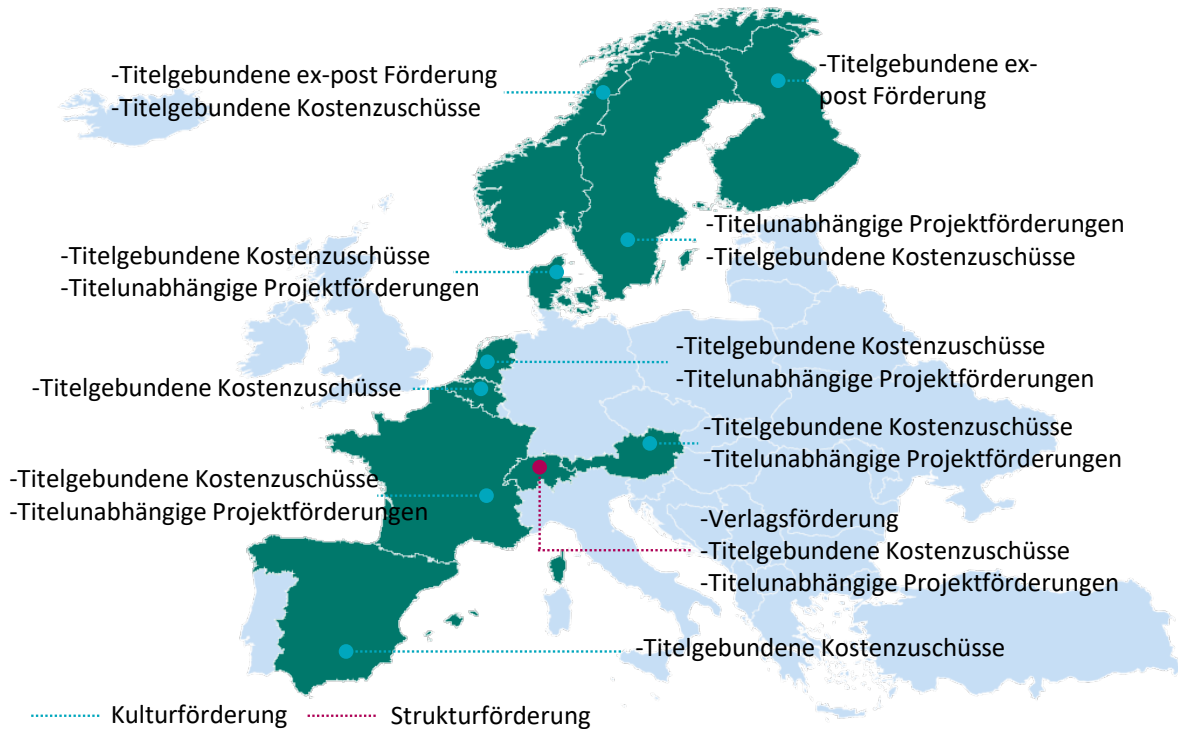 -Titelgebundene ex-post Förderung
-Titelgebundene Kostenzuschüsse
-Titelgebundene ex-
post Förderung
-Titelunabhängige Projektförderungen
-Titelgebundene Kostenzuschüsse
-Titelgebundene Kostenzuschüsse
-Titelunabhängige Projektförderungen
-Titelgebundene Kostenzuschüsse
-Titelunabhängige Projektförderungen
-Titelgebundene Kostenzuschüsse
-Titelgebundene Kostenzuschüsse
-Titelunabhängige Projektförderungen
-Titelgebundene Kostenzuschüsse
-Titelunabhängige Projektförderungen
-Verlagsförderung
-Titelgebundene Kostenzuschüsse
-Titelunabhängige Projektförderungen
-Titelgebundene Kostenzuschüsse
Kulturförderung
Strukturförderung